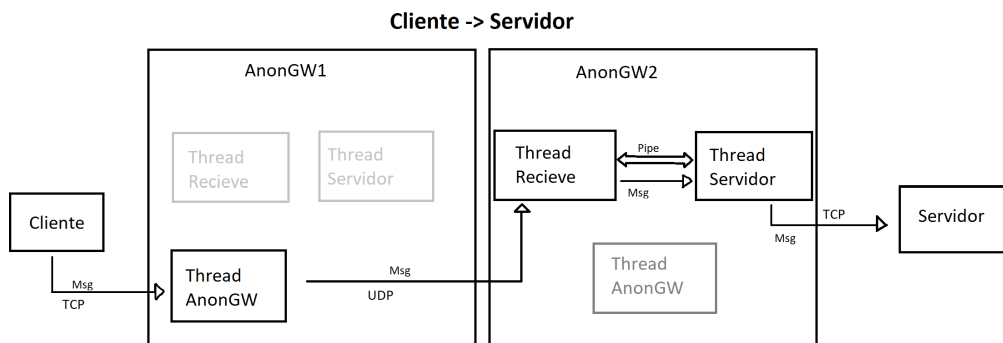 Cliente -> Servidor
AnonGW1
AnonGW2
Thread
Recieve
Thread
Servidor
Thread
Recieve
Pipe
Msg
Thread
Servidor
Cliente
Msg
TCP
Thread
AnonGW
Msg
UDP
Thread
AnonGW
TCP
Msg
Servidor